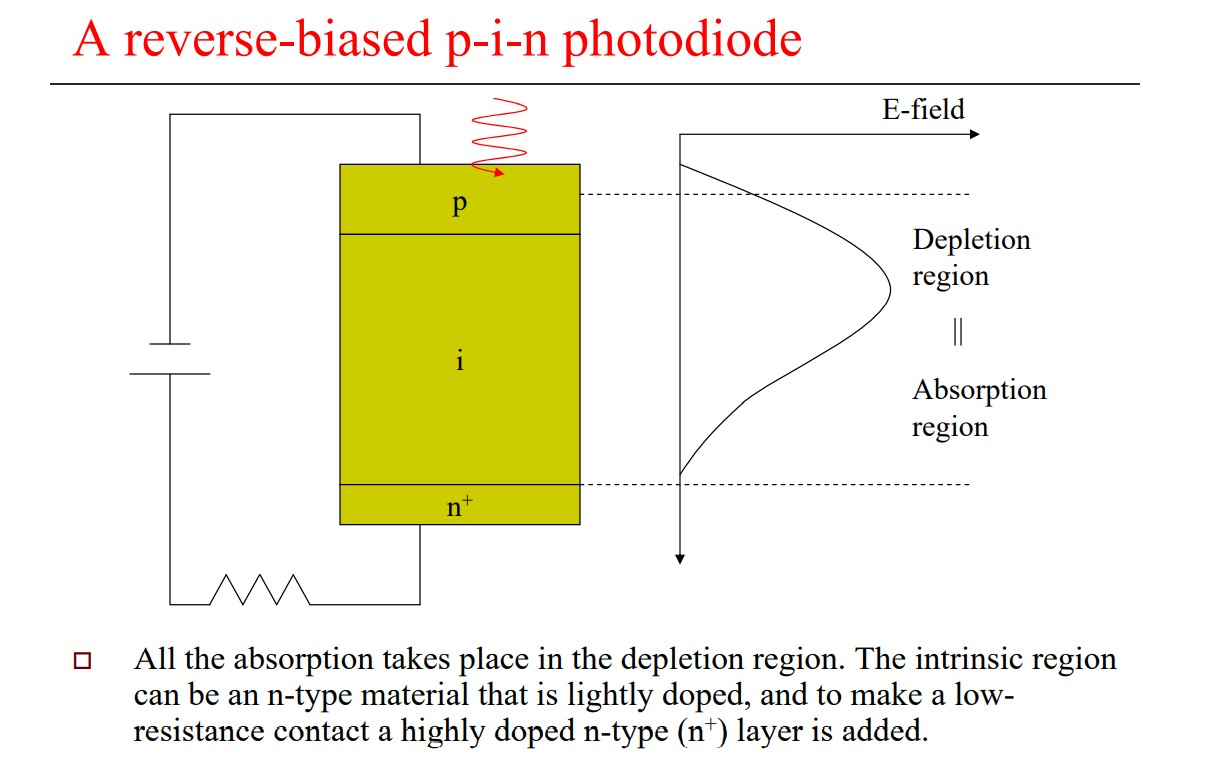 A reverse-biased p-i-n photodiode
E-field
p
Depletion
region
i
||
Absorption
region
n⁺
□ All the absorption takes place in the depletion region. The intrinsic region
can be an n-type material that is lightly doped, and to make a low-
resistance contact a highly doped n-type (n⁺) layer is added.